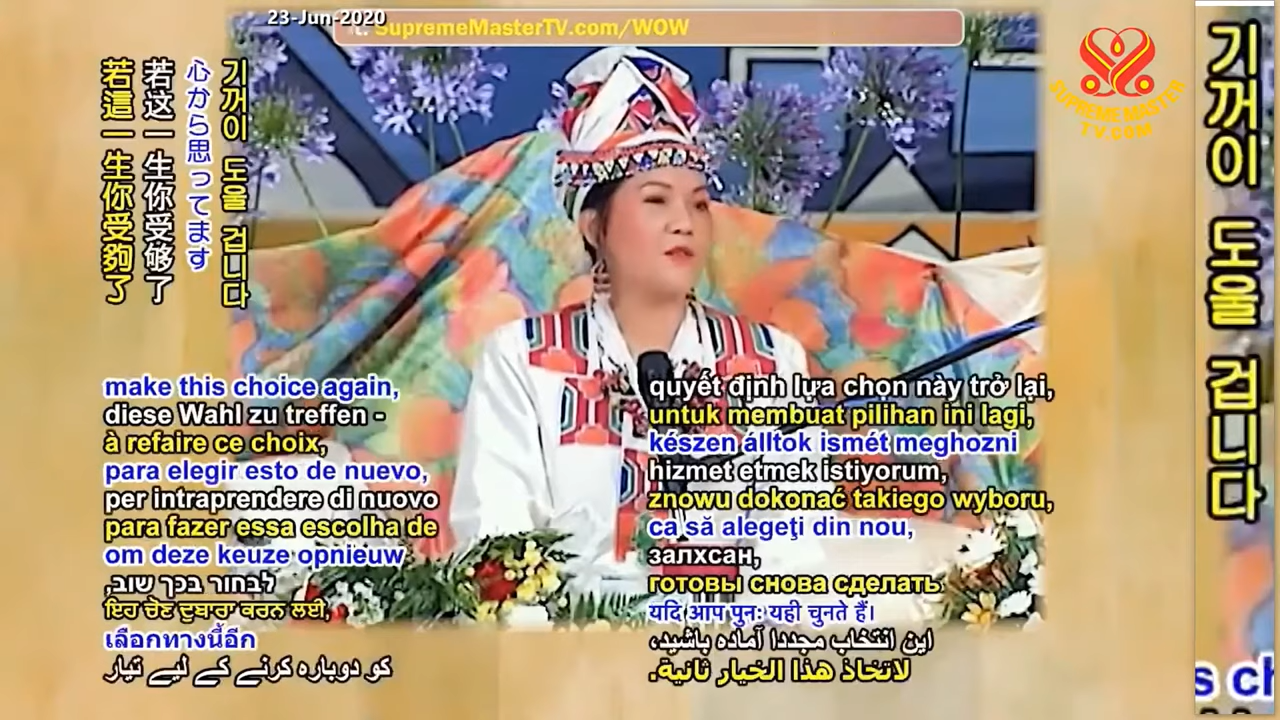 23-Jun-2020
SupremeMasterTV.com/WOW
SUPREME MASTER
TV.COM
기꺼이 도울 겁니다
心から思ってます
若这一生你受够了
若這一生你受夠了
make this choice again,
diese Wahl zu treffen -
à refaire ce choix,
para elegir esto de nuevo,
per intraprendere di nuovo
para fazer essa escolha de
om deze keuze opnieuw
לבחור בכך שוב,
ਇਹ ਚੋਣ ਦੁਬਾਰਾ ਕਰਨ ਲਈ,
เลือกทางนี้อีก
کو دوبارہ کرنے کے لیے تیار
quyết định lựa chọn này trở lại,
untuk membuat pilihan ini lagi,
készen álltok ismét meghozni
hizmet etmek istiyorum,
znowu dokonać takiego wyboru,
ca să alegeţi din nou,
залхсан,
готовы снова сделать
यदि आप पुनः यही चुनते हैं।
این انتخاب مجددا آماده باشید،
لاتخاذ هذا الخيار ثانية.
기꺼이 도울 겁니다